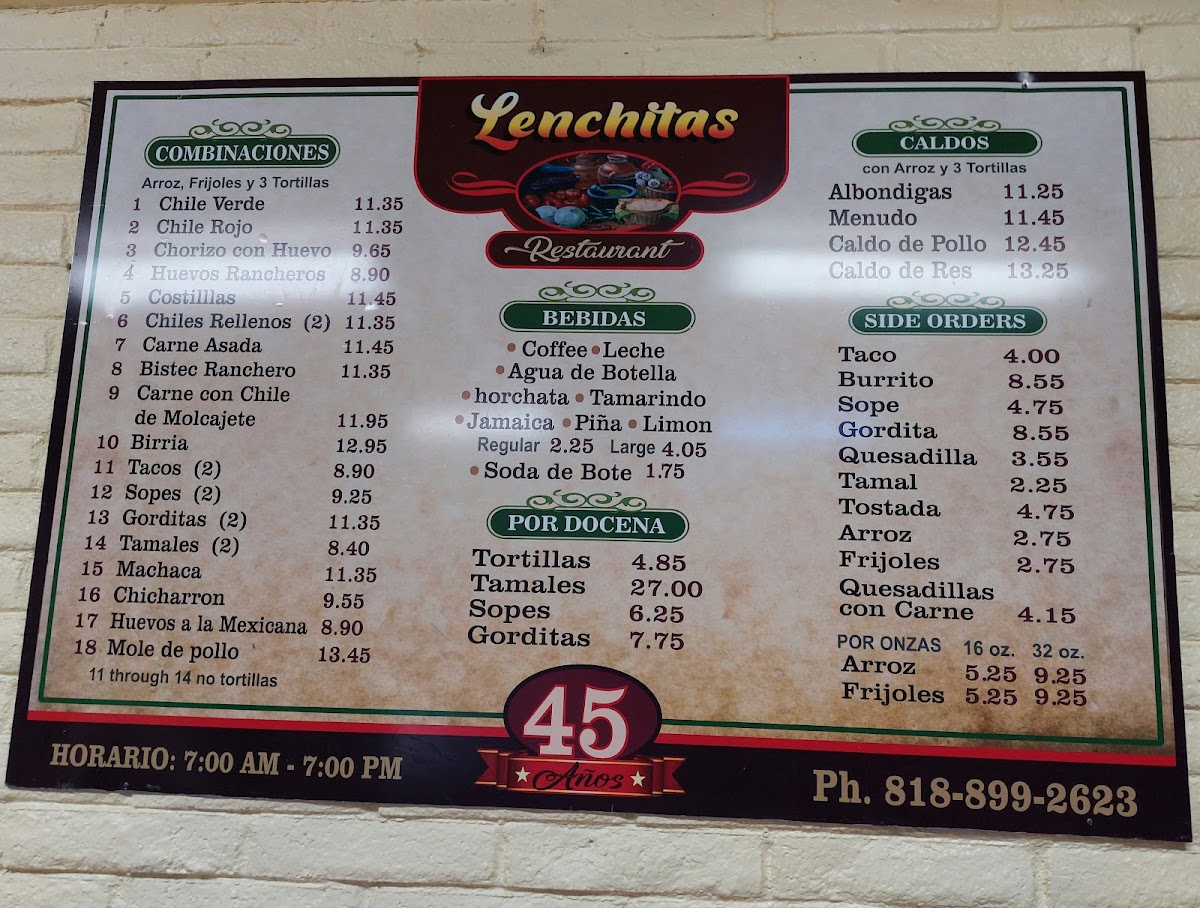 Lenchitas
Restaurant
COMBINACIONES
Arroz, Frijoles y 3 Tortillas
1 Chile Verde 11.35
2 Chile Rojo 11.35
3 Chorizo con Huevo 9.65
4 Huevos Rancheros 8.90
5 Costilllas 11.45
6 Chiles Rellenos (2) 11.35
7 Carne Asada 11.45
8 Bistec Ranchero 11.35
9 Carne con Chile
de Molcajete 11.95
10 Birria 12.95
11 Tacos (2) 8.90
12 Sopes (2) 9.25
13 Gorditas (2) 11.35
14 Tamales (2) 8.40
15 Machaca 11.35
16 Chicharron 9.55
17 Huevos a la Mexicana 8.90
18 Mole de pollo 13.45
11 through 14 no tortillas
BEBIDAS
• Coffee • Leche
• Agua de Botella
• horchata • Tamarindo
• Jamaica • Piña • Limon
Regular 2.25 Large 4.05
• Soda de Bote 1.75
POR DOCENA
Tortillas 4.85
Tamales 27.00
Sopes 6.25
Gorditas 7.75
CALDOS
con Arroz y 3 Tortillas
Albondigas 11.25
Menudo 11.45
Caldo de Pollo 12.45
Caldo de Res 13.25
SIDE ORDERS
Taco 4.00
Burrito 8.55
Sope 4.75
Gordita 8.55
Quesadilla 3.55
Tamal 2.25
Tostada 4.75
Arroz 2.75
Frijoles 2.75
Quesadillas
con Carne 4.15
POR ONZAS 16 oz. 32 oz.
Arroz 5.25 9.25
Frijoles 5.25 9.25
45
Años
HORARIO: 7:00 AM - 7:00 PM
Ph. 818-899-2623